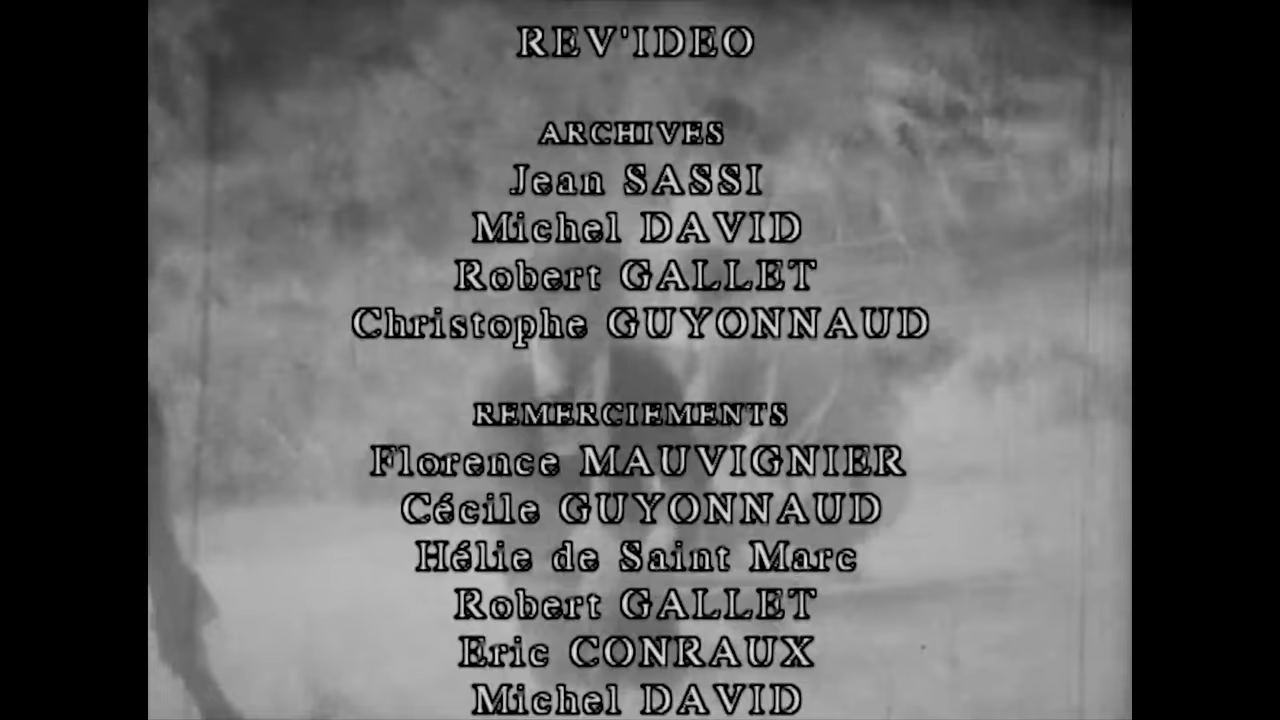 REV'IDEO
ARCHIVES
Jean SASSI
Michel DAVID
Robert GALLET
Christophe GUYONNAUD
REMERCIEMENTS
Florence MAUVIGNIER
Cécile GUYONNAUD
Hélie de Saint Marc
Robert GALLET
Eric CONRAUX
Michel DAVID